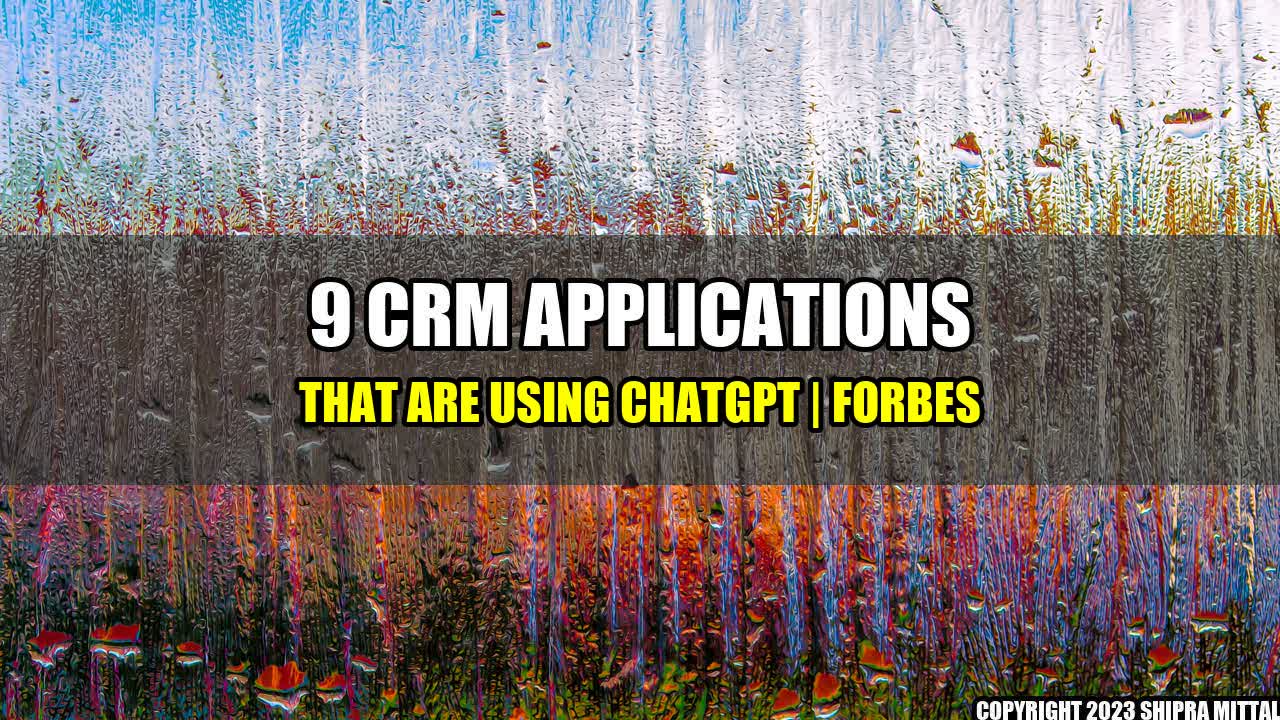 9 CRM APPLICATIONS
THAT ARE USING CHATGPT | FORBES
COPYRIGHT 2023 SHIPRA MITTAL